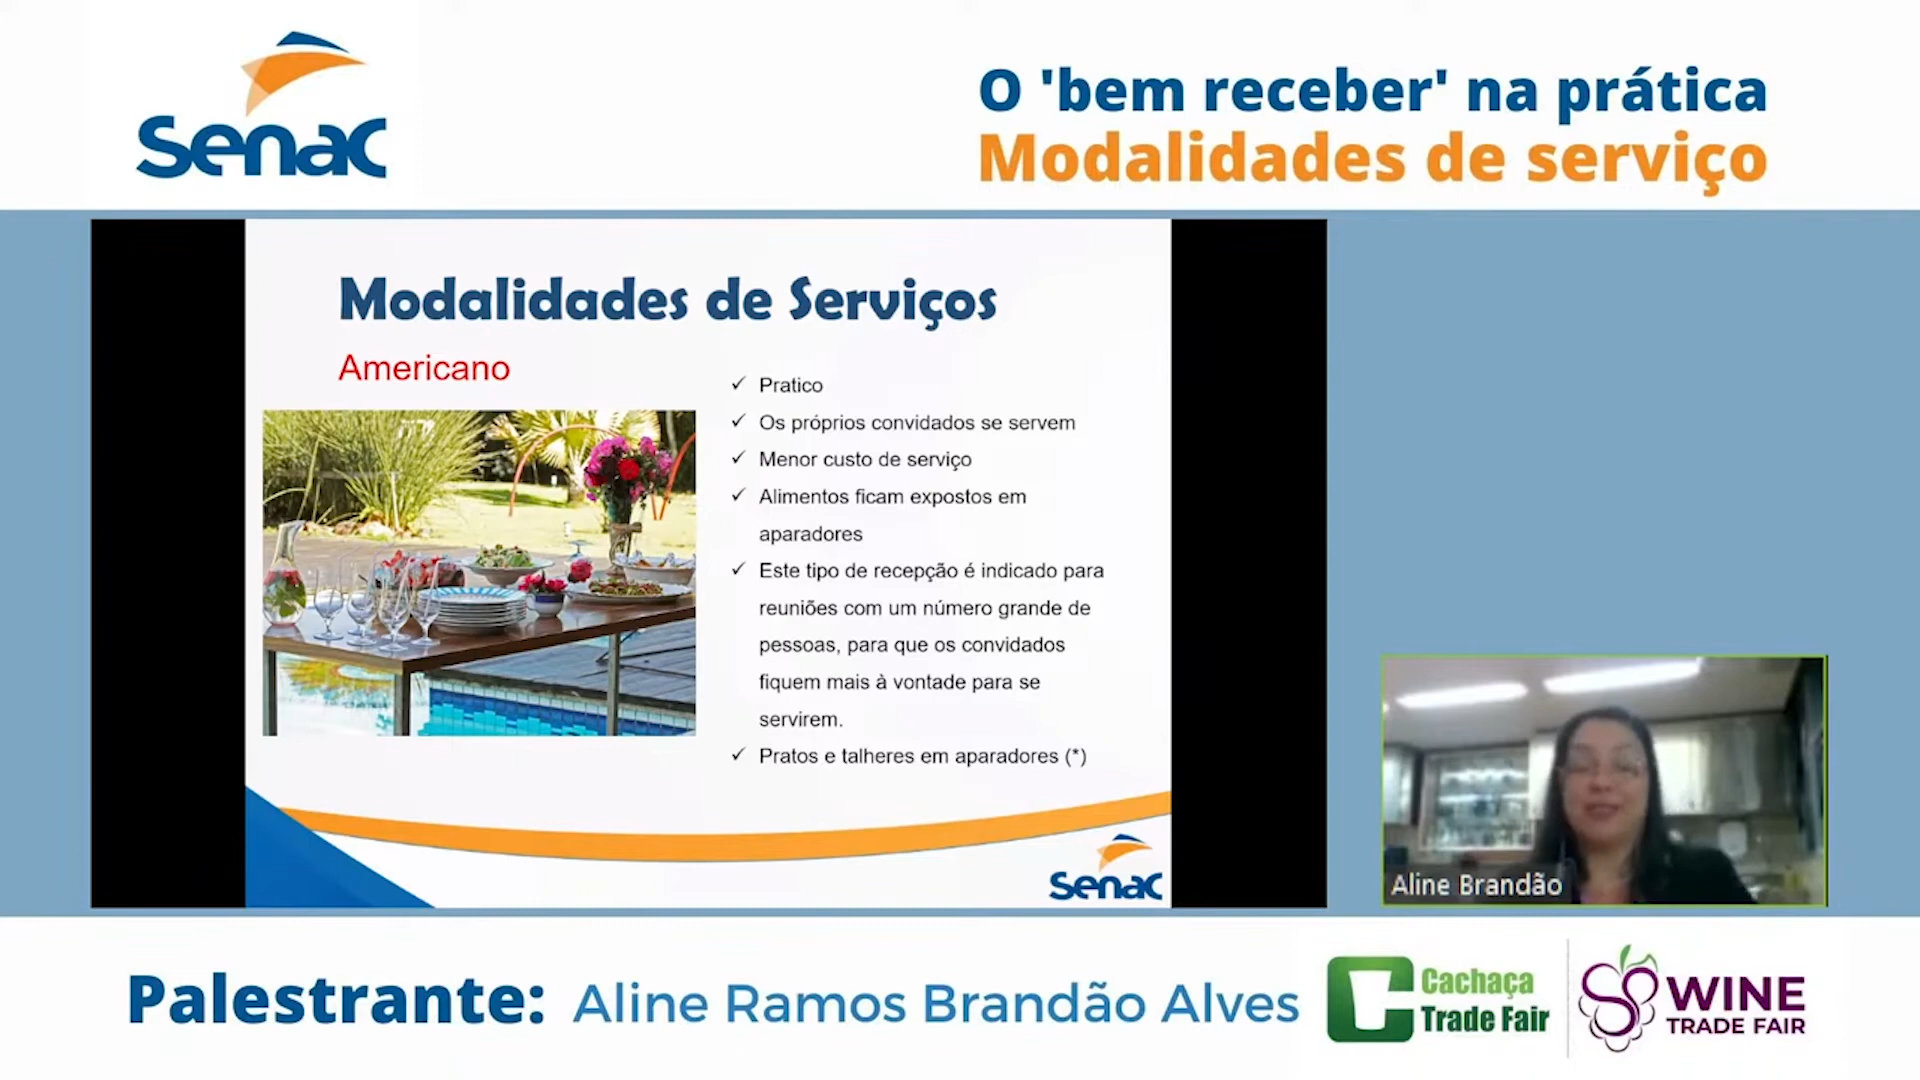 Senac
O 'bem receber' na prática
Modalidades de serviço
Modalidades de Serviços
Americano
✓ Pratico
✓ Os próprios convidados se servem
✓ Menor custo de serviço
✓ Alimentos ficam expostos em
aparadores
✓ Este tipo de recepção é indicado para
reuniões com um número grande de
pessoas, para que os convidados
fiquem mais à vontade para se
servirem.
✓ Pratos e talheres em aparadores (*)
Senac
Aline Brandão
Palestrante: Aline Ramos Brandão Alves
Cachaça
Trade Fair
WINE
TRADE FAIR